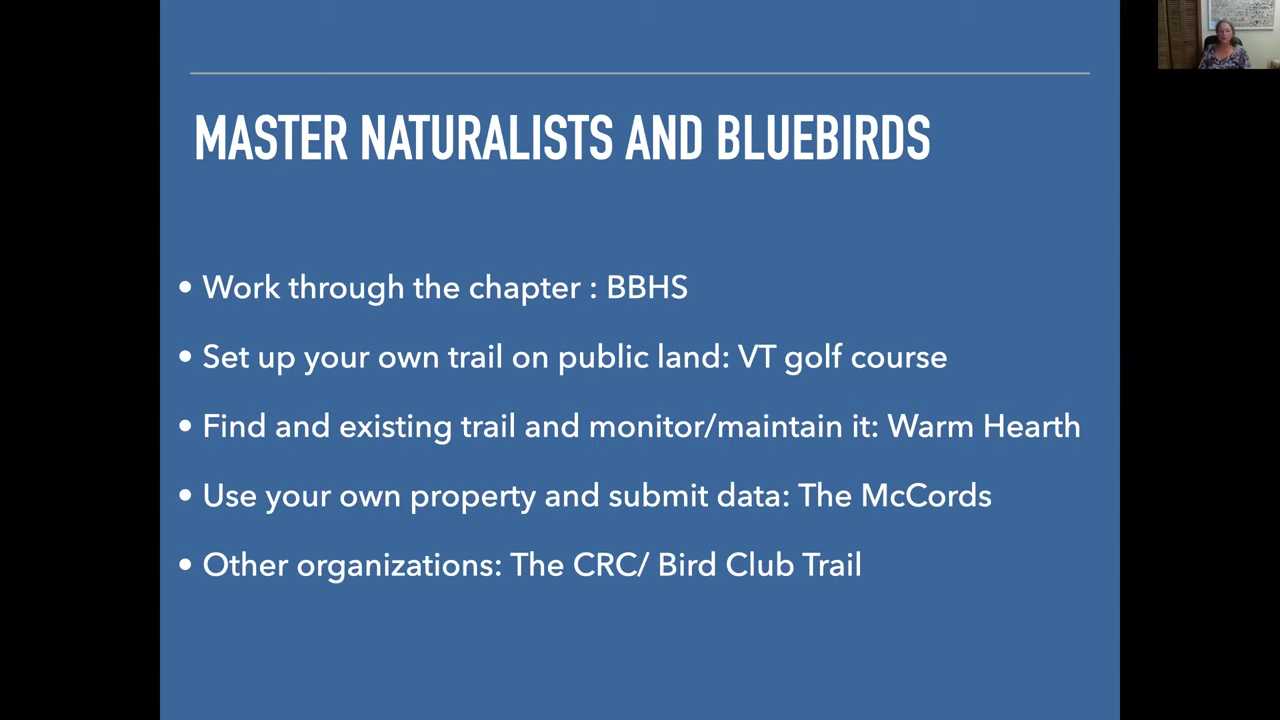 MASTER NATURALISTS AND BLUEBIRDS
• Work through the chapter : BBHS
• Set up your own trail on public land: VT golf course
• Find and existing trail and monitor/maintain it: Warm Hearth
• Use your own property and submit data: The McCords
• Other organizations: The CRC/ Bird Club Trail